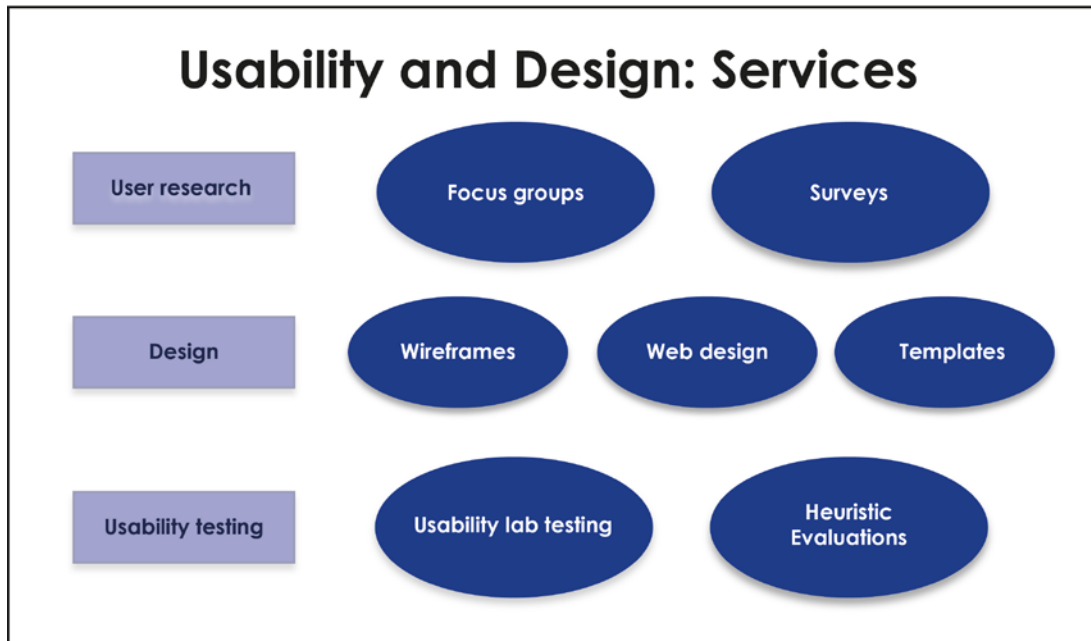 Usability and Design: Services
User research
Focus groups
Surveys
Design
Wireframes
Web design
Templates
Usability testing
Usability lab testing
Heuristic
Evaluations